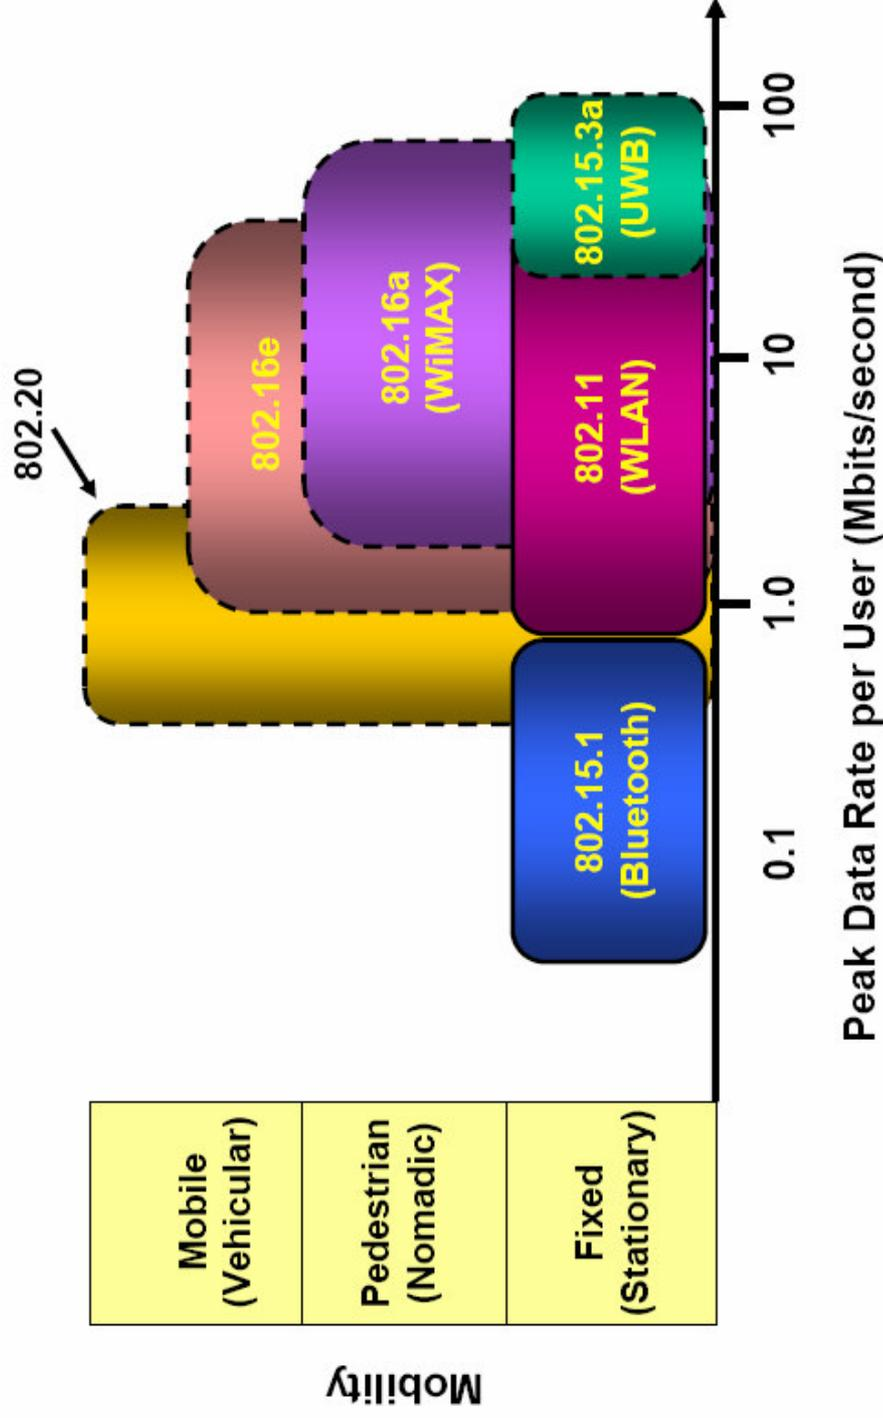 802.20
Mobile
(Vehicular)
802.16e
Pedestrian
(Nomadic)
802.16a
(WiMAX)
Mobility
Fixed
(Stationary)
802.15.1
(Bluetooth)
802.11
(WLAN)
802.15.3a
(UWB)
0.1
1.0
10
100
Peak Data Rate per User (Mbits/second)